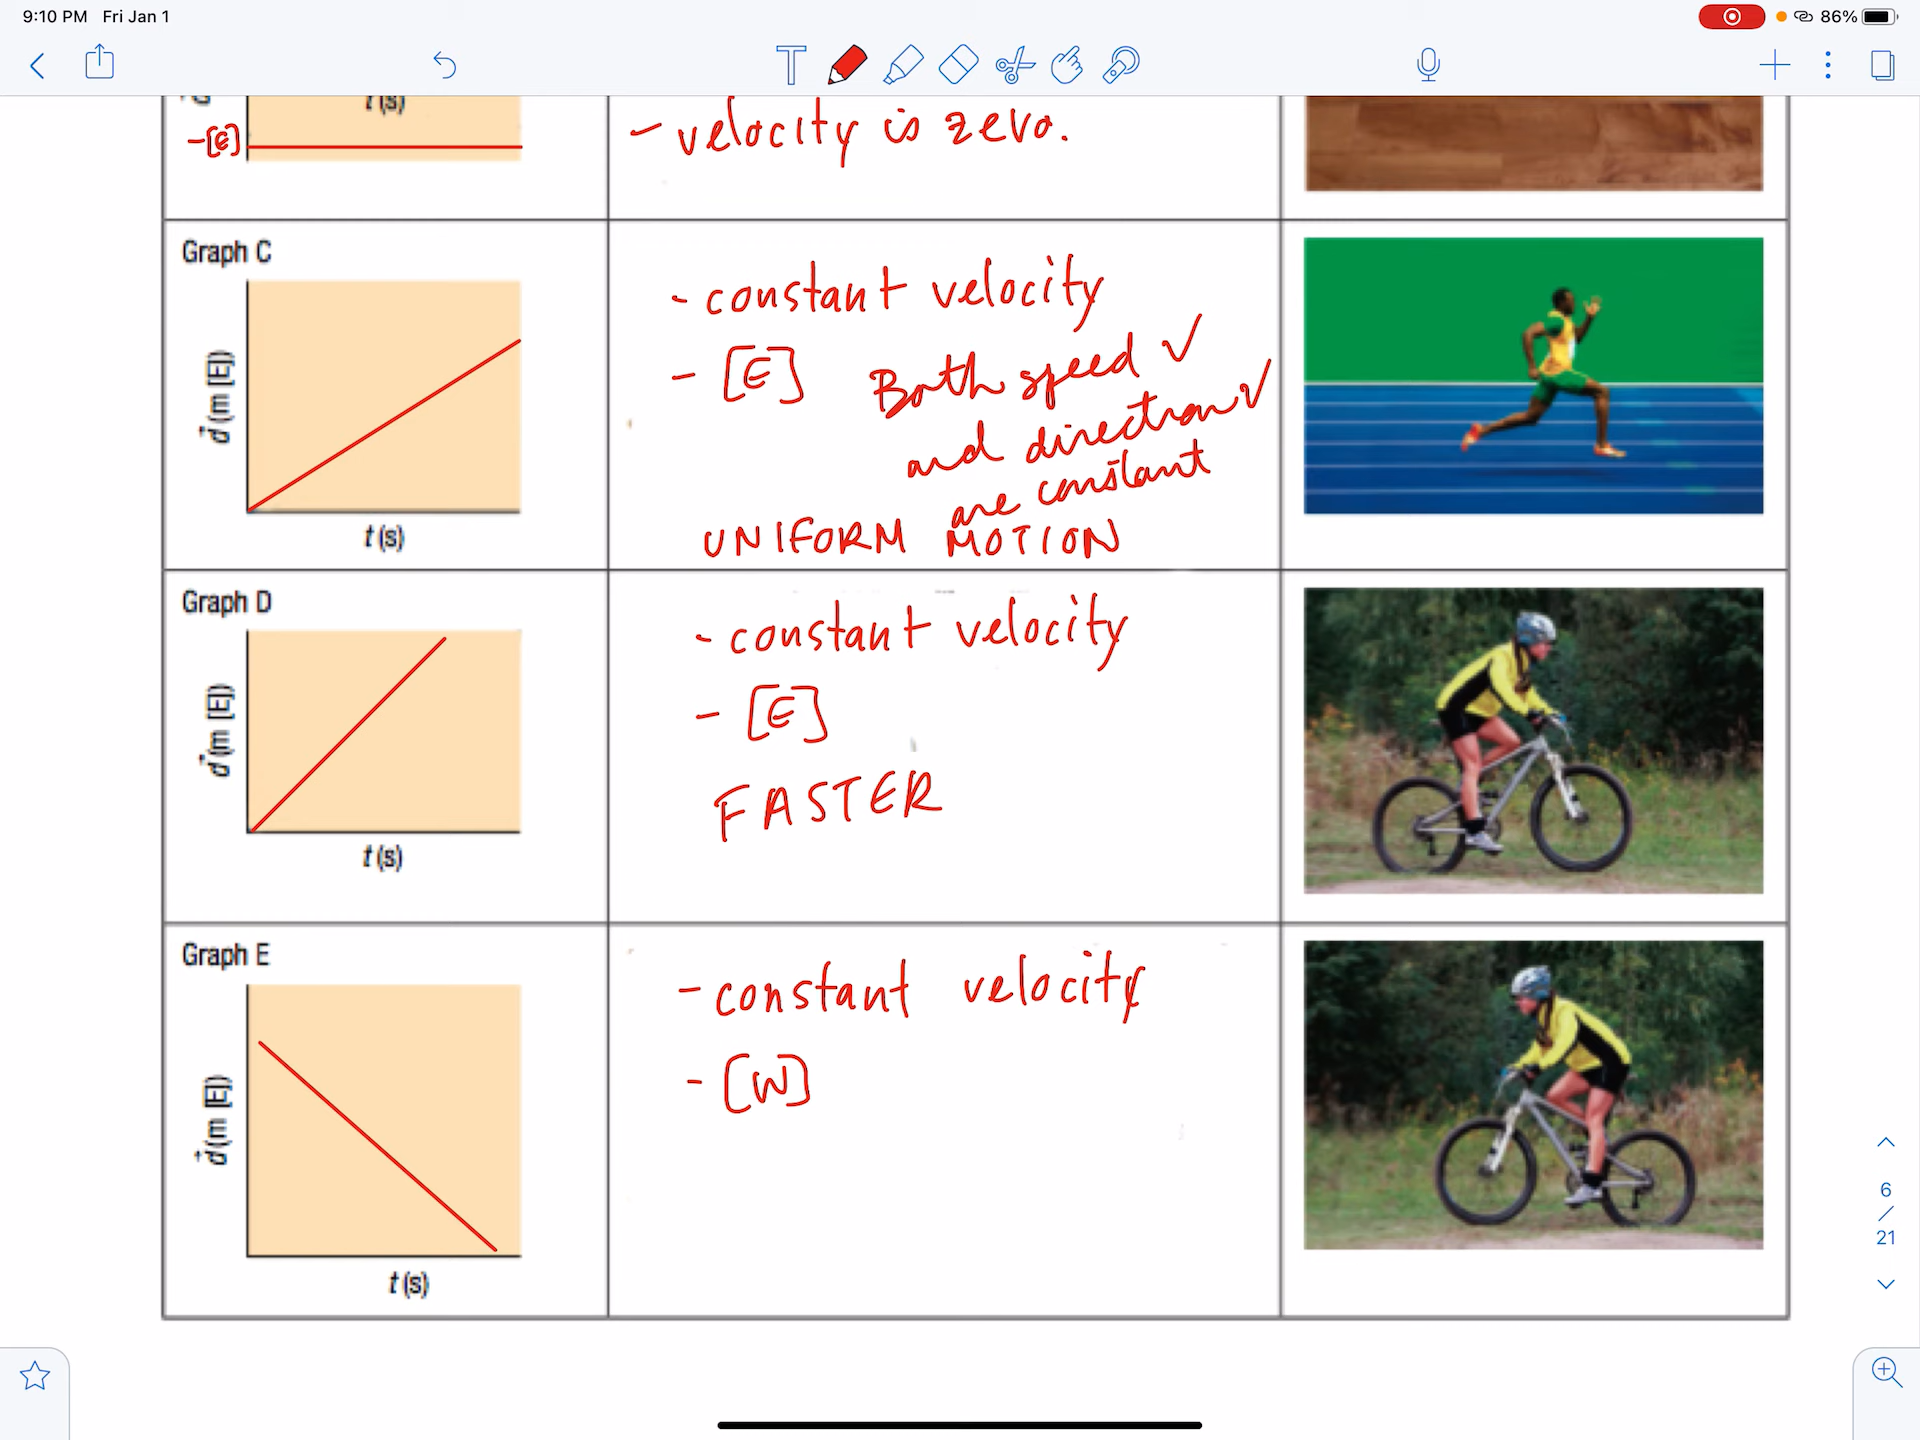 9:10 PM Fri Jan 1
86%
t (s)
-[E]
- velocity is zero.
Graph C
d (m [E])
t (s)
- constant velocity
- [E]
Both speed ✓
and direction ✓
are constant
UNIFORM MOTION
Graph D
d (m [E])
t (s)
- constant velocity
- [E]
FASTER
Graph E
d (m [E])
t (s)
- constant velocity
- [W]
6
/
21